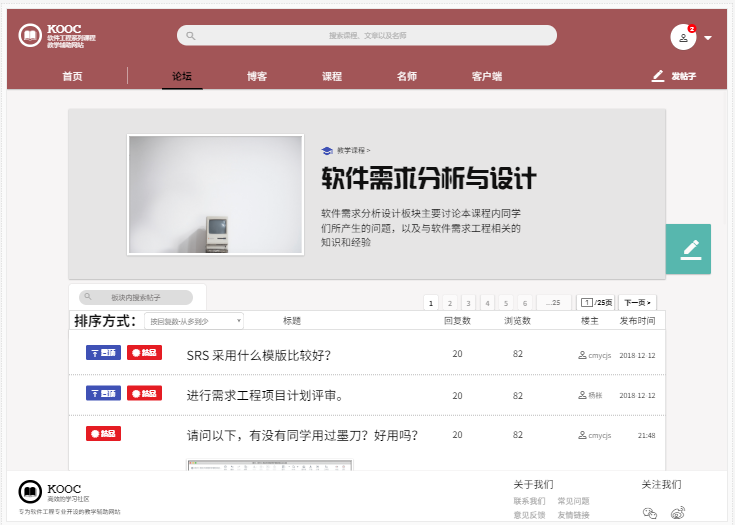 KOOC
软件工程系列课程
教学辅助网站
搜索课程、文章以及名师
2
首页
论坛
博客
课程
名师
客户端
发帖子
教学课程 >
软件需求分析与设计
软件需求分析设计板块主要讨论本课程内同学
们所产生的问题，以及与软件需求工程相关的
知识和经验
板块内搜索帖子
1 2 3 4 5 6 ...25 1/25页 下一页 >
排序方式： 按回复数-从多到少 标题 回复数 浏览数 楼主 发布时间
置顶 精品 SRS 采用什么模版比较好？ 20 82 cmycjs 2018-12-12
置顶 精品 进行需求工程项目计划评审。 20 82 杨枨 2018-12-12
精品 请问以下，有没有同学用过墨刀？好用吗？ 20 82 cmycjs 21:48
KOOC
高效的学习社区
专为软件工程专业开设的教学辅助网站
关于我们
联系我们 常见问题
意见反馈 友情链接
关注我们